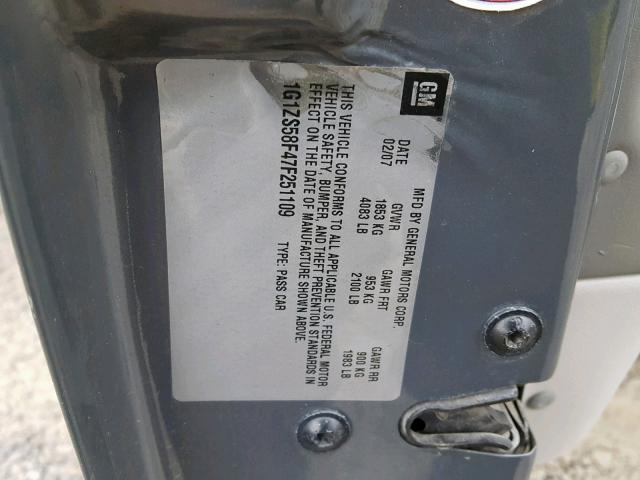 GM
MFD BY GENERAL MOTORS CORP.
DATE GVWR GAWR FRT GAWR RR
02/07 1853 KG 953 KG 900 KG
4083 LB 2100 LB 1983 LB
THIS VEHICLE CONFORMS TO ALL APPLICABLE U.S. FEDERAL MOTOR
VEHICLE SAFETY, BUMPER, AND THEFT PREVENTION STANDARDS IN
EFFECT ON THE DATE OF MANUFACTURE SHOWN ABOVE.
1G1ZS58F47F251109 TYPE: PASS CAR